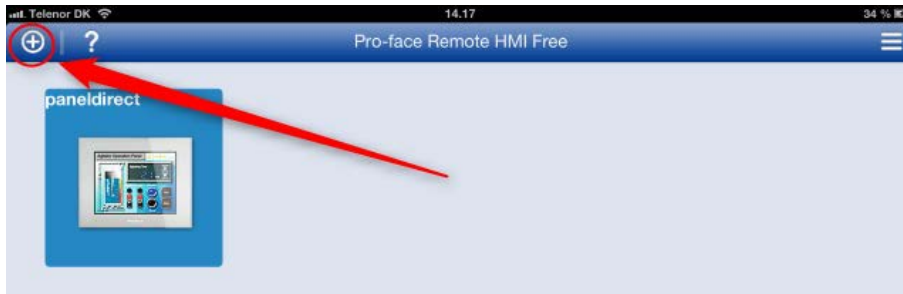 Telenor DK 14.17 34 %
? Pro-face Remote HMI Free
paneldirect